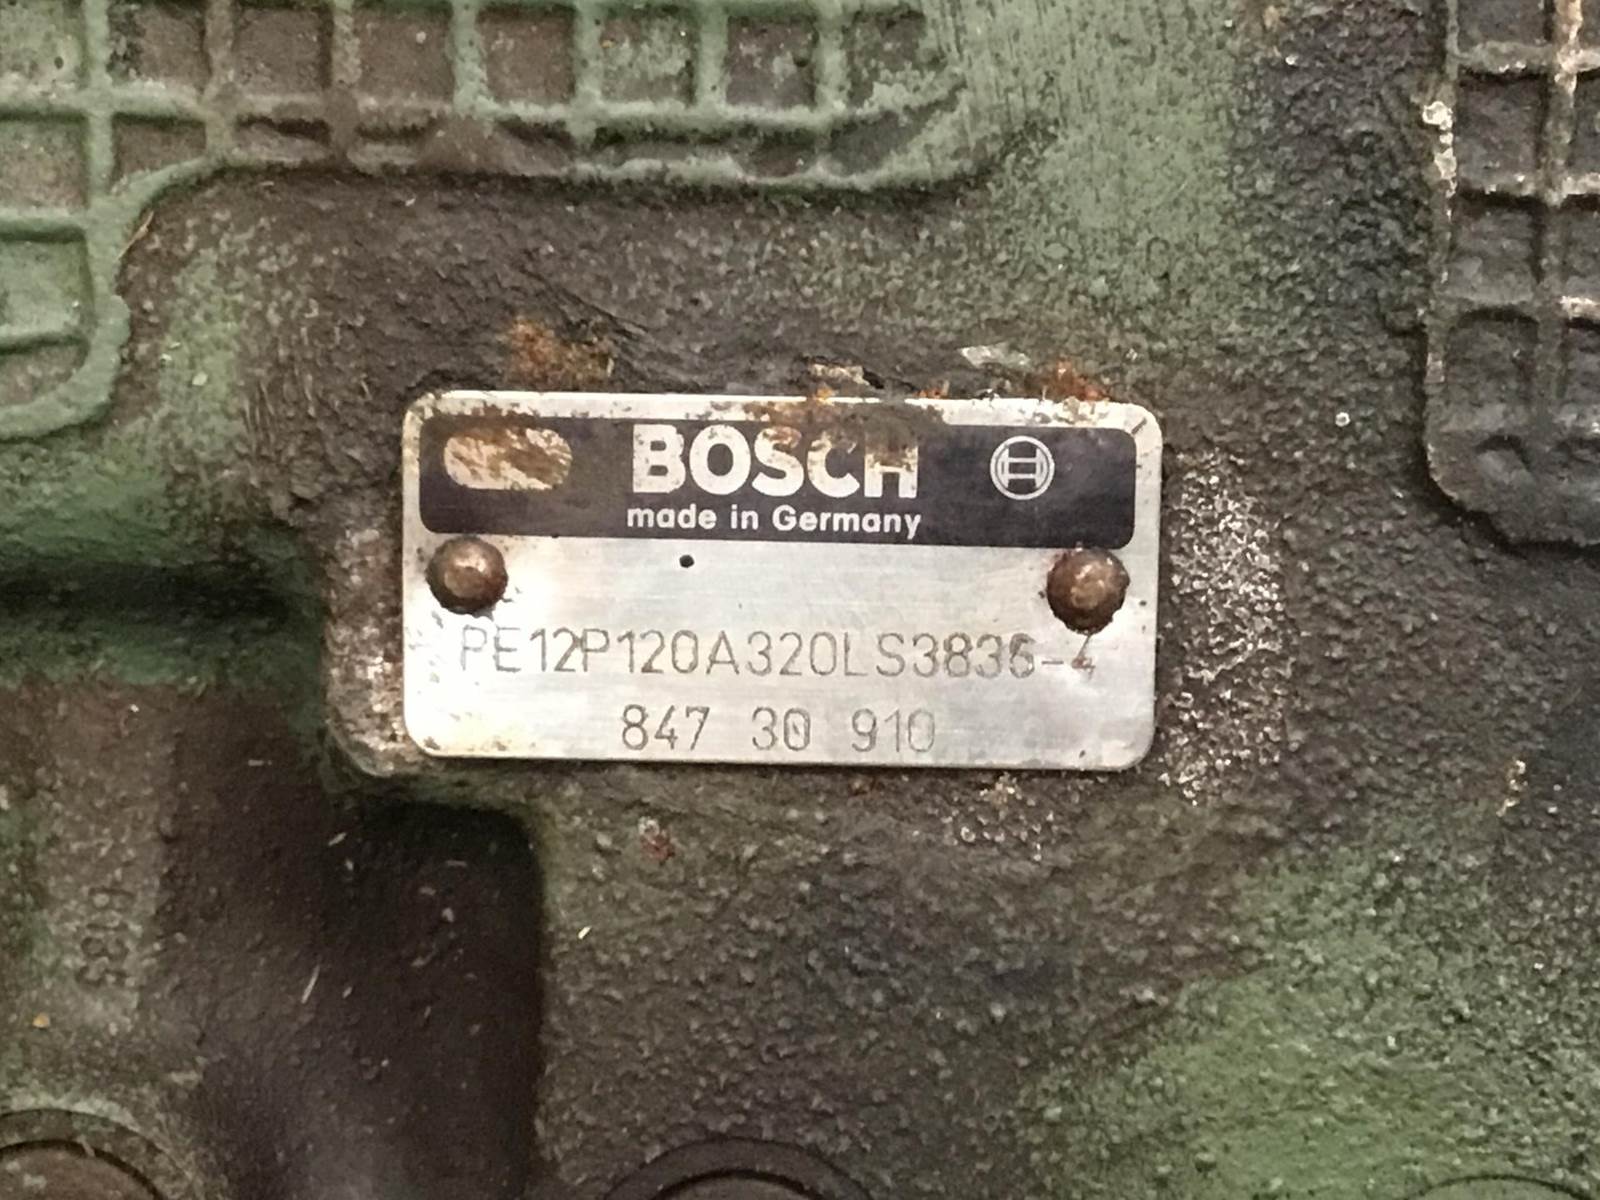 BOSCH
made in Germany
PE12P120A320LS3836-4
847 30 910